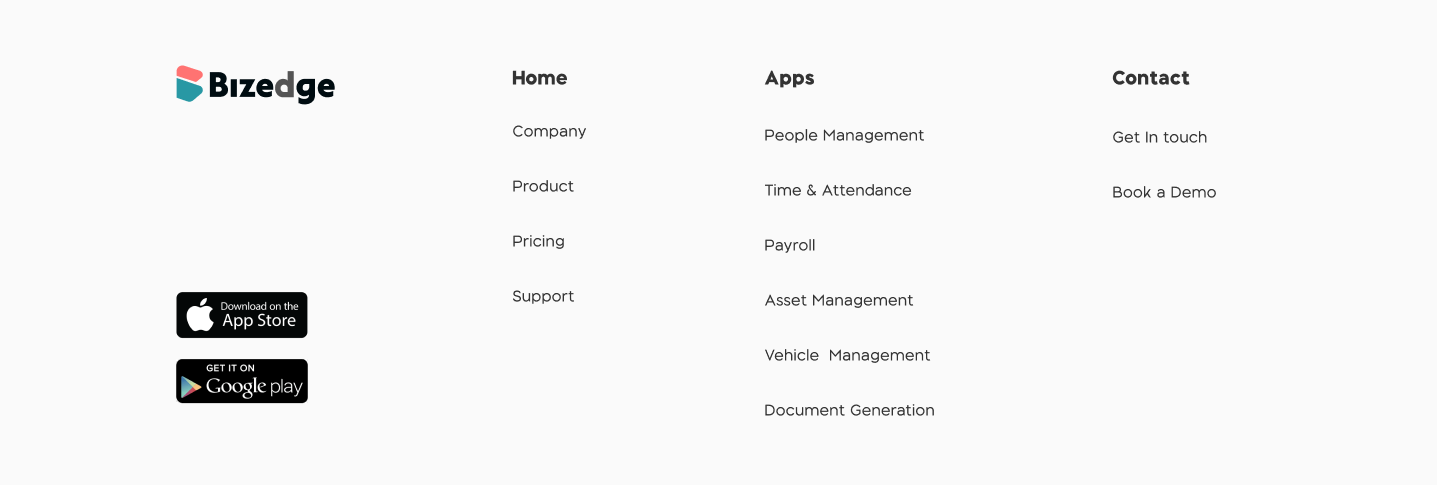 Bizedge
Download on the
App Store
GET IT ON
Google play
Home
Company
Product
Pricing
Support
Apps
People Management
Time & Attendance
Payroll
Asset Management
Vehicle  Management
Document Generation
Contact
Get In touch
Book a Demo